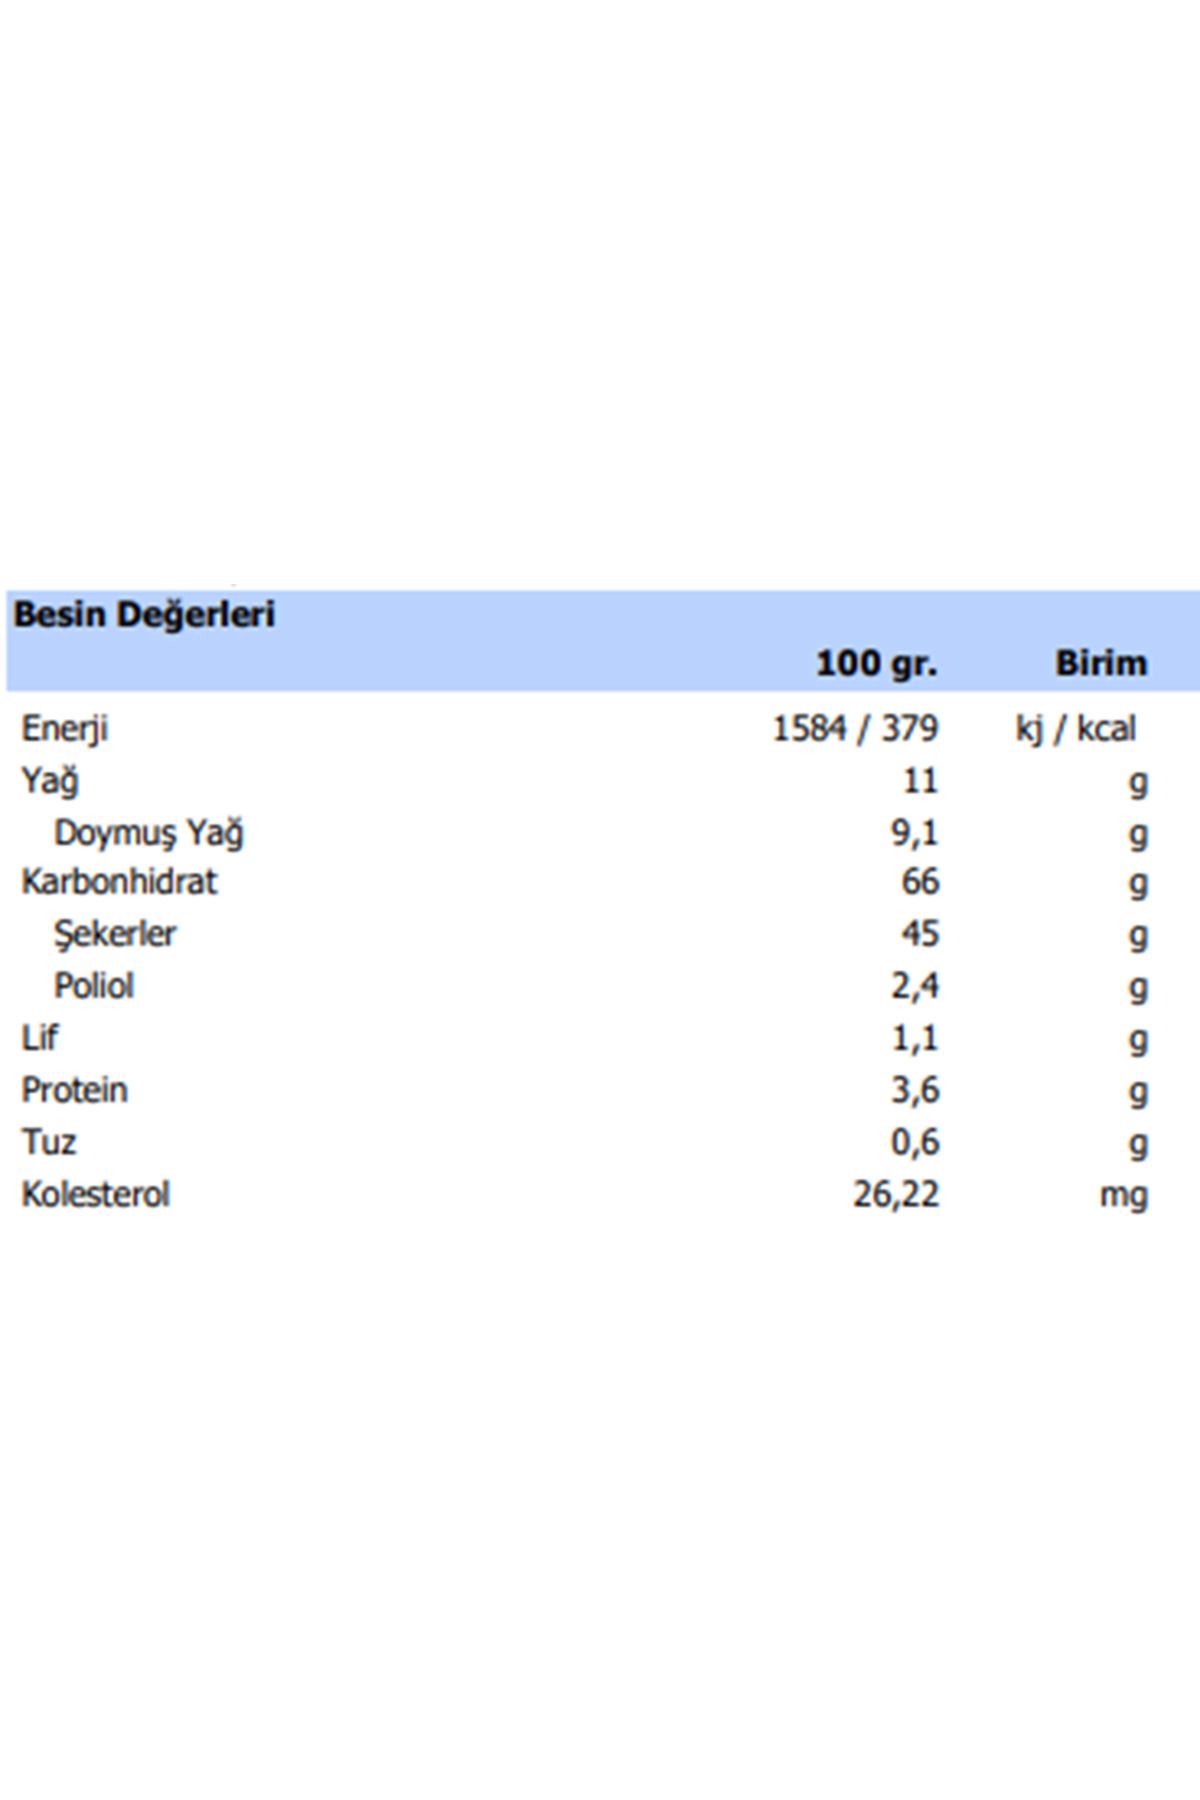 Besin Değerleri
100 gr. Birim
Enerji 1584 / 379 kj / kcal
Yağ 11 g
Doymuş Yağ 9,1 g
Karbonhidrat 66 g
Şekerler 45 g
Poliol 2,4 g
Lif 1,1 g
Protein 3,6 g
Tuz 0,6 g
Kolesterol 26,22 mg